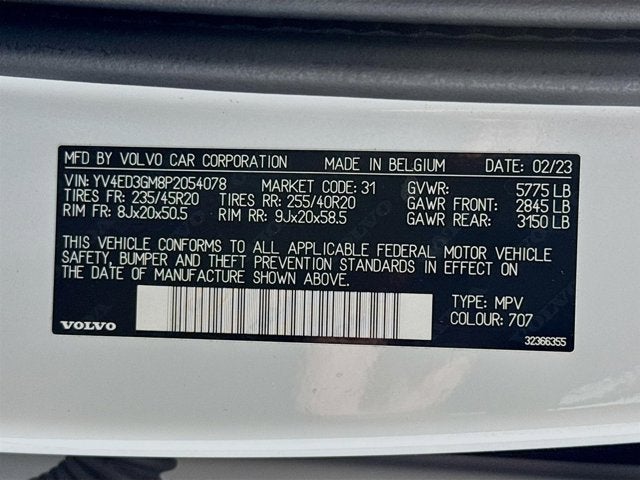 MFD BY VOLVO CAR CORPORATION MADE IN BELGIUM DATE: 02/23
VIN: YV4ED3GM8P2054078 MARKET CODE: 31 GVWR: 5775 LB
TIRES FR: 235/45R20 TIRES RR: 255/40R20 GAWR FRONT: 2845 LB
RIM FR: 8Jx20x50.5 RIM RR: 9Jx20x58.5 GAWR REAR: 3150 LB
THIS VEHICLE CONFORMS TO ALL APPLICABLE FEDERAL MOTOR VEHICLE
SAFETY, BUMPER AND THEFT PREVENTION STANDARDS IN EFFECT ON
THE DATE OF MANUFACTURE SHOWN ABOVE.
TYPE: MPV
VOLVO COLOUR: 707
32366355